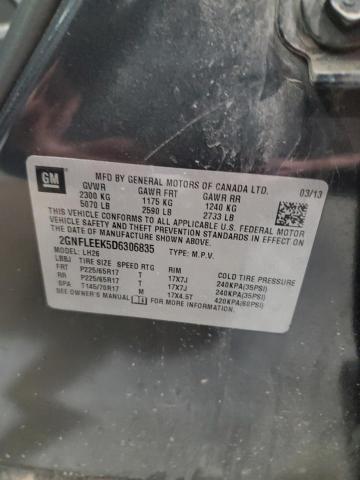 GM
MFD BY GENERAL MOTORS OF CANADA LTD. 03/13
GVWR GAWR FRT GAWR RR
2300 KG 1175 KG 1240 KG
5070 LB 2590 LB 2733 LB
THIS VEHICLE CONFORMS TO ALL APPLICABLE U.S. FEDERAL MOTOR
VEHICLE SAFETY STANDARDS IN EFFECT ON THE DATE OF
MANUFACTURE SHOWN ABOVE.
2GNFLEEK5D6306835 TYPE: M.P.V.
MODEL: LH26
LBBJ TIRE SIZE SPEED RTG RIM COLD TIRE PRESSURE
FRT P225/65R17 T 17X7J 240KPA(35PSI)
RR P225/65R17 T 17X7J 240KPA(35PSI)
SPA T145/70R17 M 17X4.5T 420KPA(60PSI)
SEE OWNER'S MANUAL FOR MORE INFORMATION.